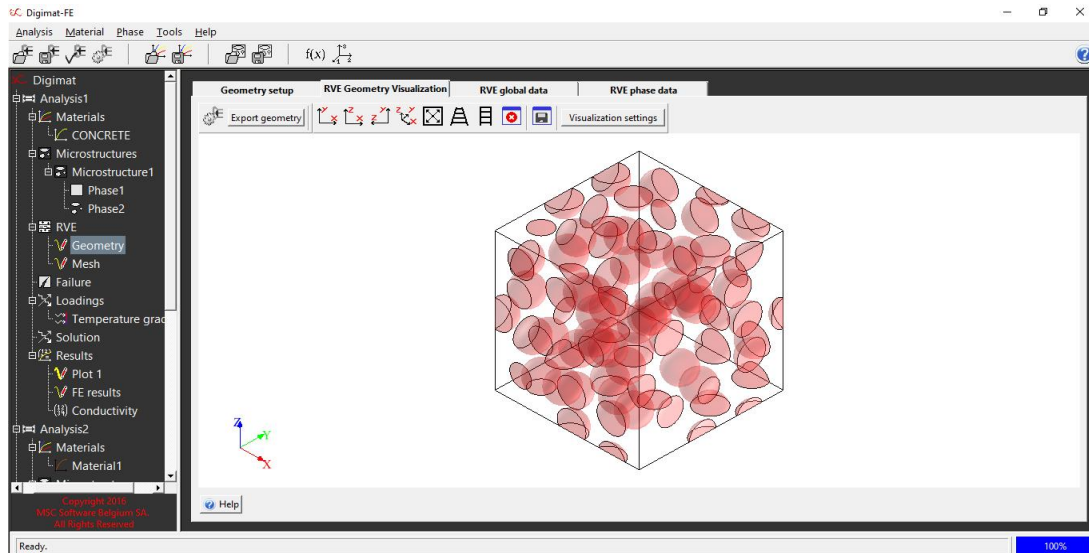 Digimat-FE
Analysis Material Phase Tools Help
f(x)
Digimat
Analysis1
Materials
CONCRETE
Microstructures
Microstructure1
Phase1
Phase2
RVE
Geometry
Mesh
Failure
Loadings
Temperature grac
Solution
Results
Plot 1
FE results
Conductivity
Analysis2
Materials
Material1
Copyright 2016
MSC Software Belgium SA.
All Rights Reserved
Geometry setup RVE Geometry Visualization RVE global data RVE phase data
Export geometry Visualization settings
Z
Y
X
Help
Ready. 100%